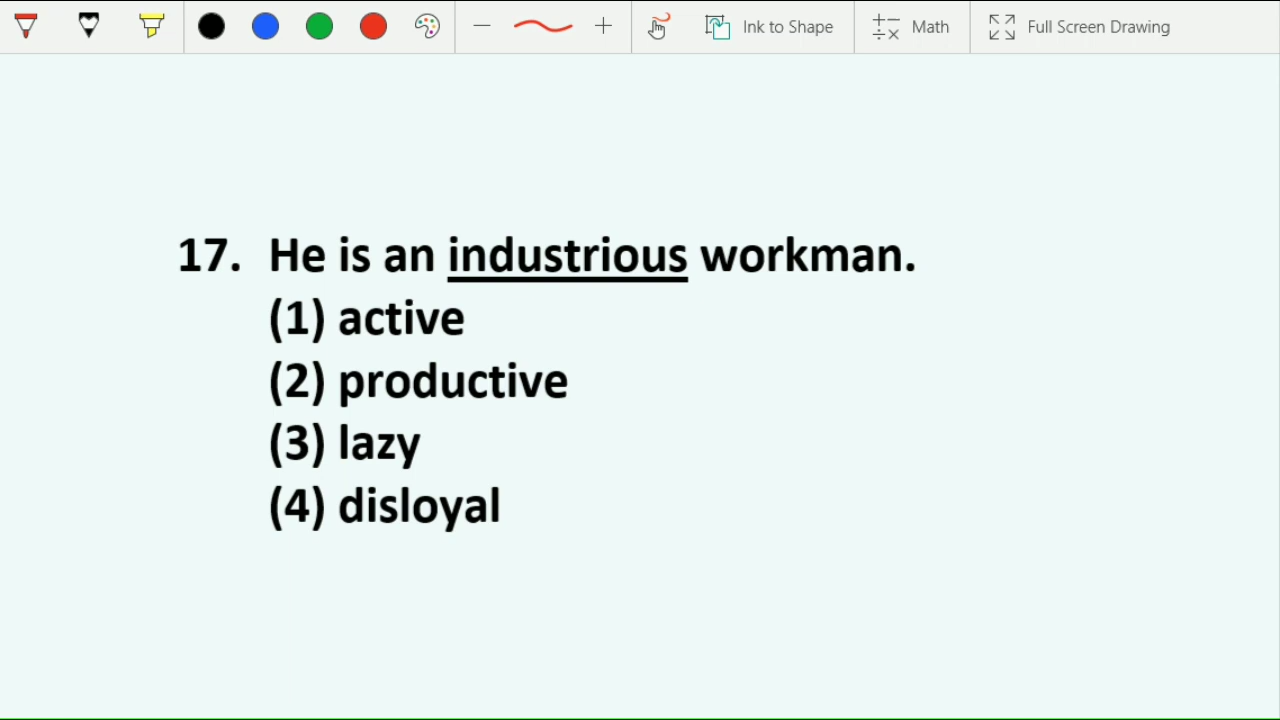 Ink to Shape Math Full Screen Drawing
17. He is an industrious workman.
(1) active
(2) productive
(3) lazy
(4) disloyal